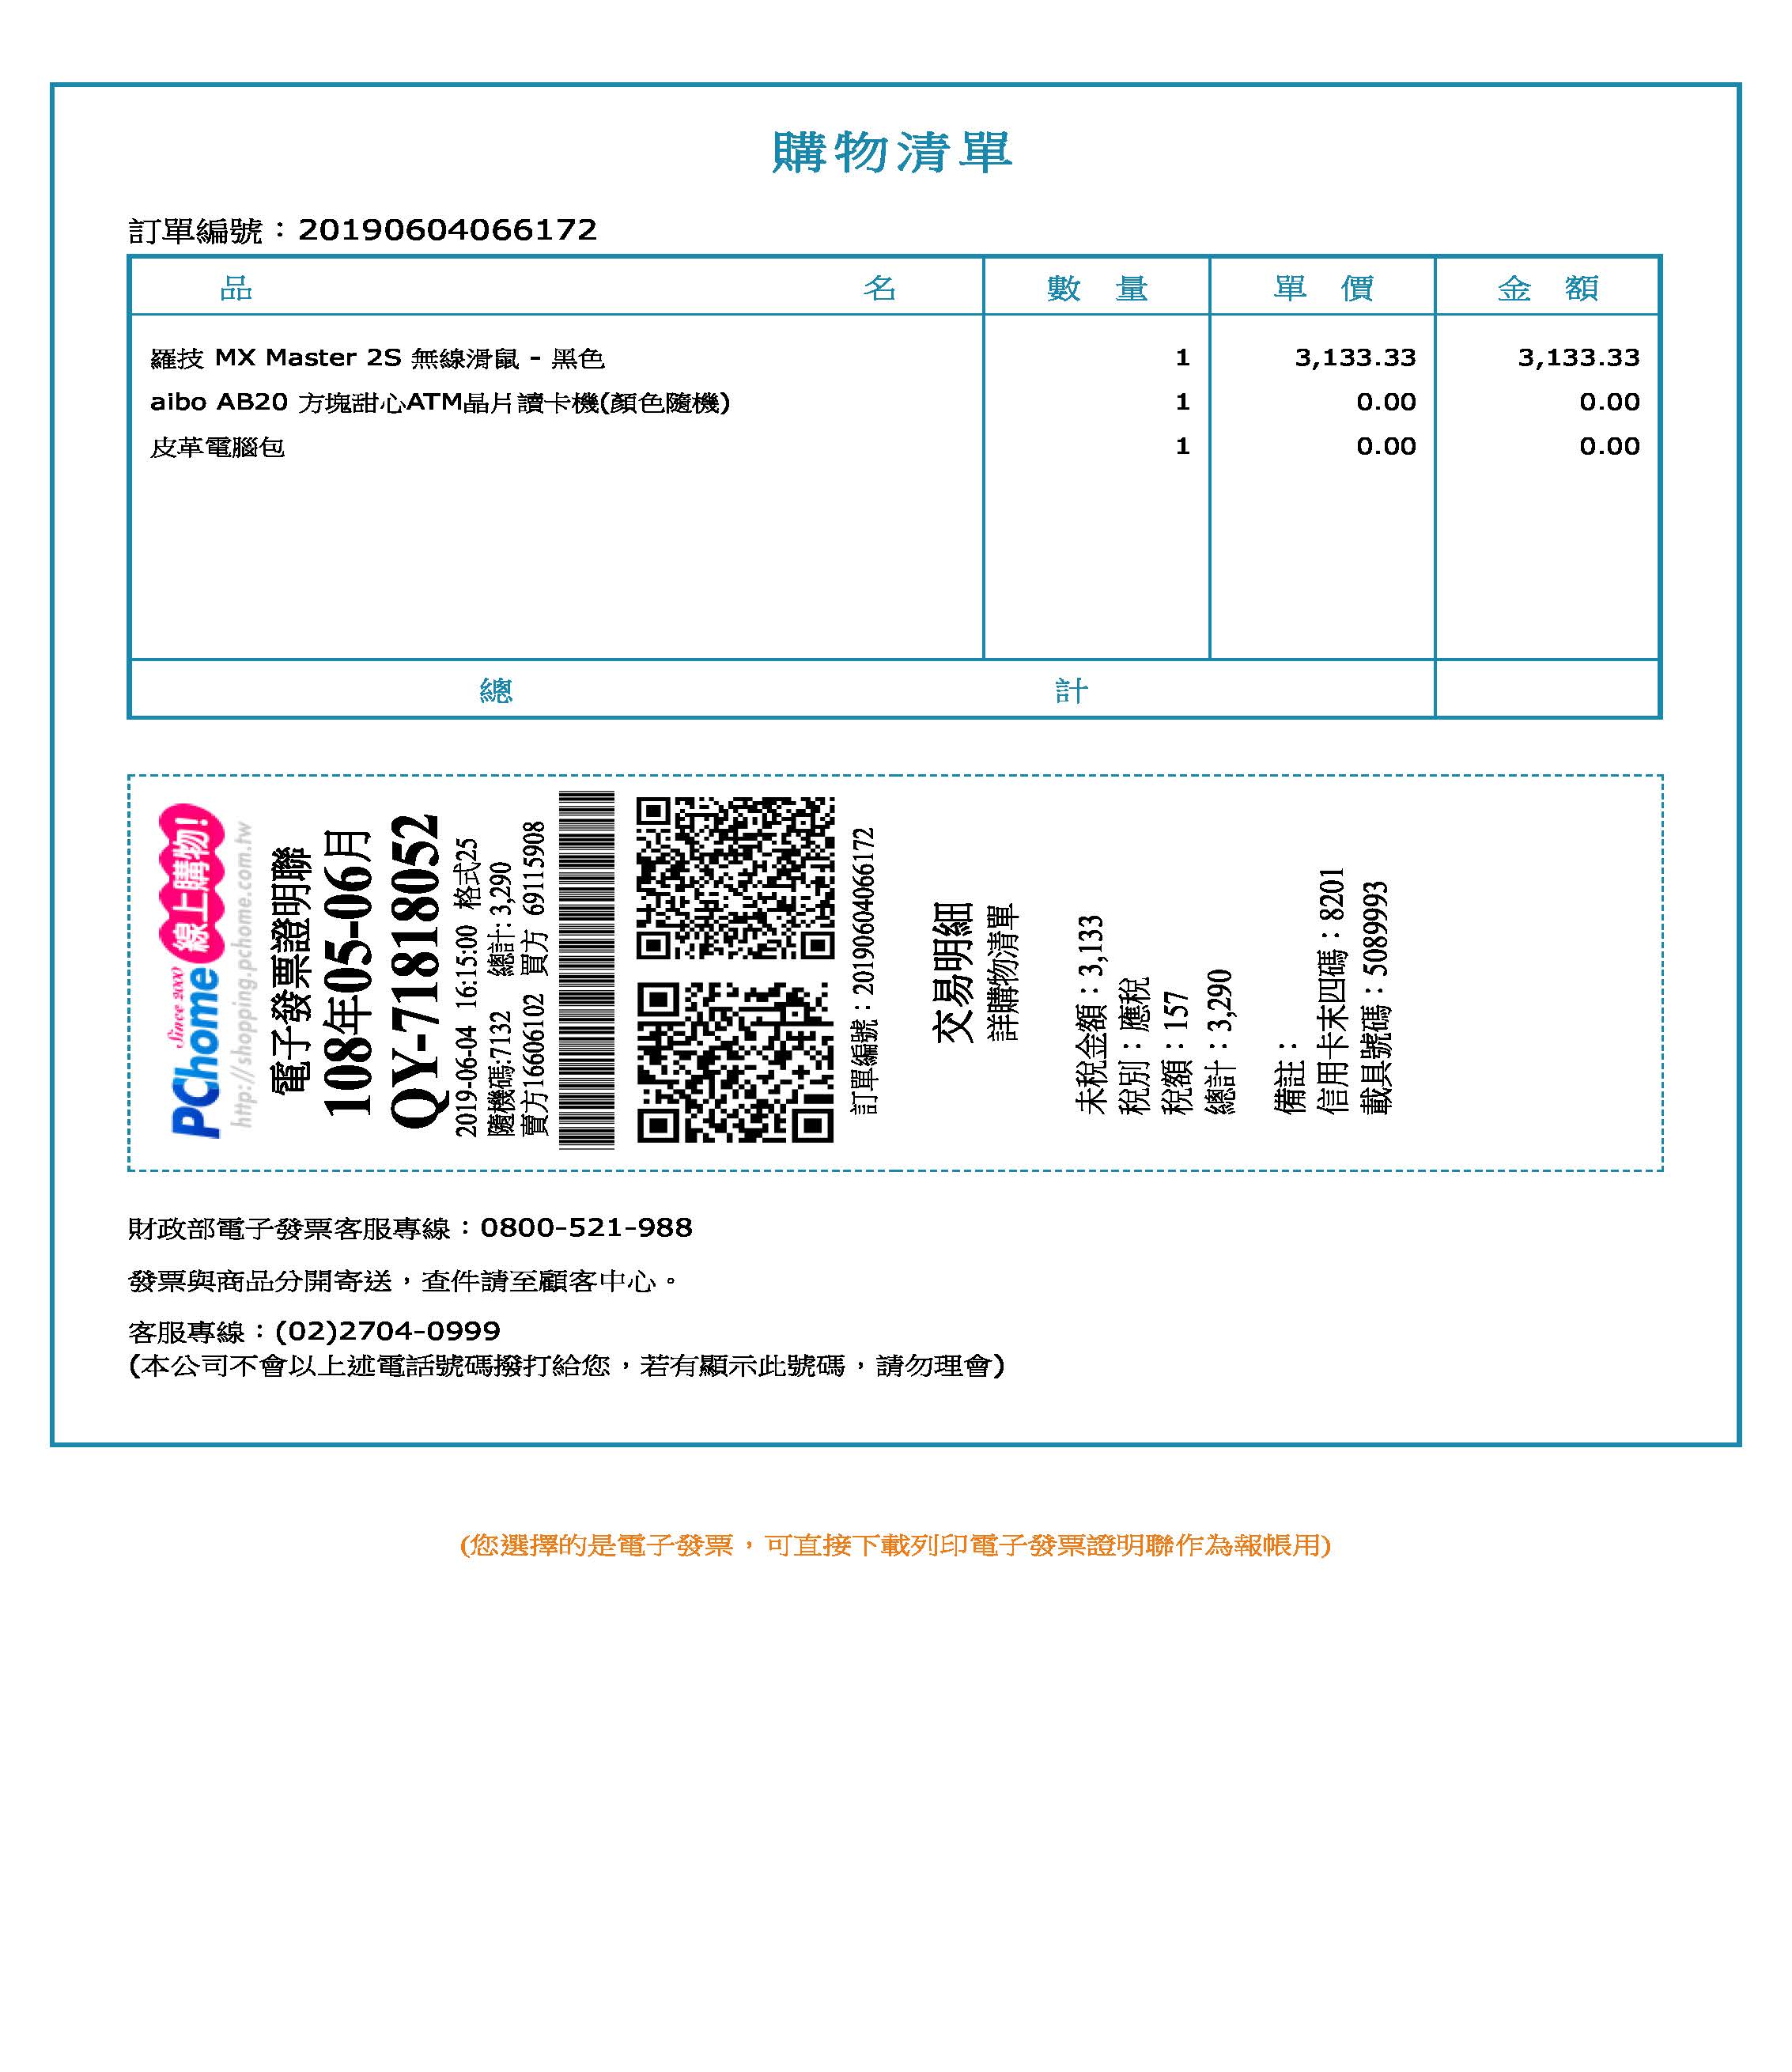 購物清單
訂單編號：20190604066172
品 名 數 量 單 價 金 額
羅技 MX Master 2S 無線滑鼠 - 黑色 1 3,133.33 3,133.33
aibo AB20 方塊甜心ATM晶片讀卡機(顏色隨機) 1 0.00 0.00
皮革電腦包 1 0.00 0.00
總 計
PChome 線上購物!
Since 2000
http://shopping.pchome.com.tw
電子發票證明聯
108年05-06月
QY-71818052
2019-06-04 16:15:00 格式25
隨機碼:7132 總計: 3,290
賣方16606102 買方 69115908
訂單編號：20190604066172
交易明細
詳購物清單
未稅金額：3,133
稅別：應稅
稅額：157
總計：3,290
備註：
信用卡末四碼：8201
載具號碼：5089993
財政部電子發票客服專線：0800-521-988
發票與商品分開寄送，查件請至顧客中心。
客服專線：(02)2704-0999
(本公司不會以上述電話號碼撥打給您，若有顯示此號碼，請勿理會)
(您選擇的是電子發票，可直接下載列印電子發票證明聯作為報帳用)